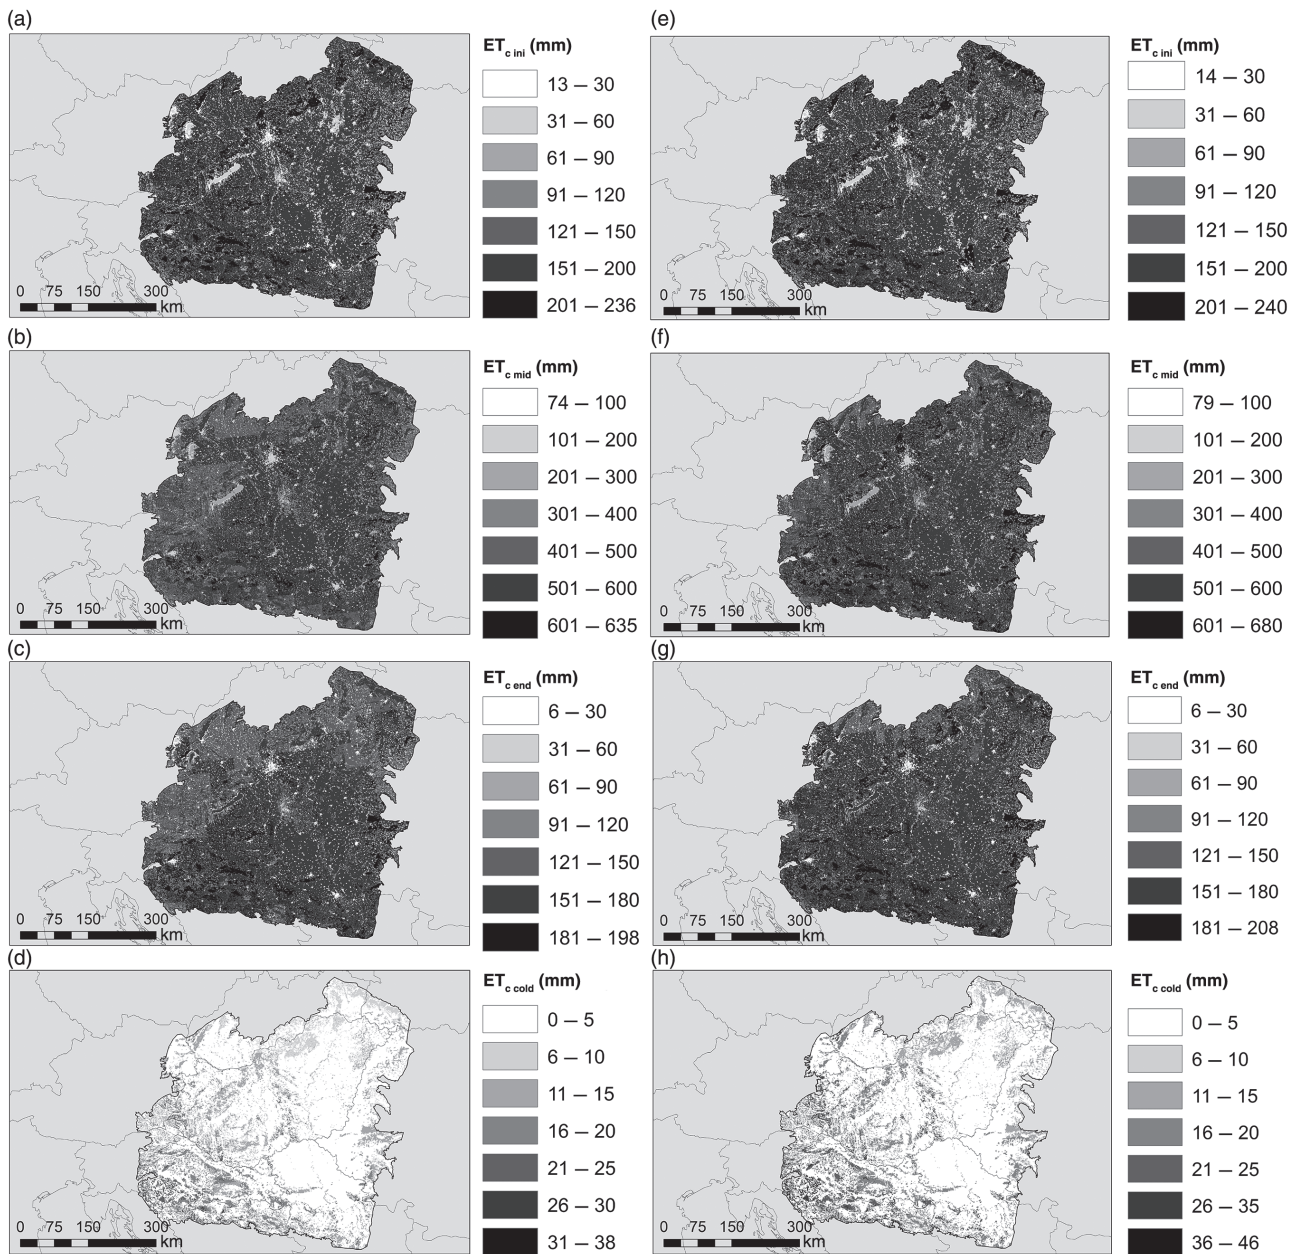 (a)
ET c ini (mm)
13 – 30
31 – 60
61 – 90
91 – 120
121 – 150
151 – 200
201 – 236
0 75 150 300
km
(e)
ET c ini (mm)
14 – 30
31 – 60
61 – 90
91 – 120
121 – 150
151 – 200
201 – 240
0 75 150 300
km
(b)
ET c mid (mm)
74 – 100
101 – 200
201 – 300
301 – 400
401 – 500
501 – 600
601 – 635
0 75 150 300
km
(f)
ET c mid (mm)
79 – 100
101 – 200
201 – 300
301 – 400
401 – 500
501 – 600
601 – 680
0 75 150 300
km
(c)
ET c end (mm)
6 – 30
31 – 60
61 – 90
91 – 120
121 – 150
151 – 180
181 – 198
0 75 150 300
km
(g)
ET c end (mm)
6 – 30
31 – 60
61 – 90
91 – 120
121 – 150
151 – 180
181 – 208
0 75 150 300
km
(d)
ET c cold (mm)
0 – 5
6 – 10
11 – 15
16 – 20
21 – 25
26 – 30
31 – 38
0 75 150 300
km
(h)
ET c cold (mm)
0 – 5
6 – 10
11 – 15
16 – 20
21 – 25
26 – 35
36 – 46
0 75 150 300
km